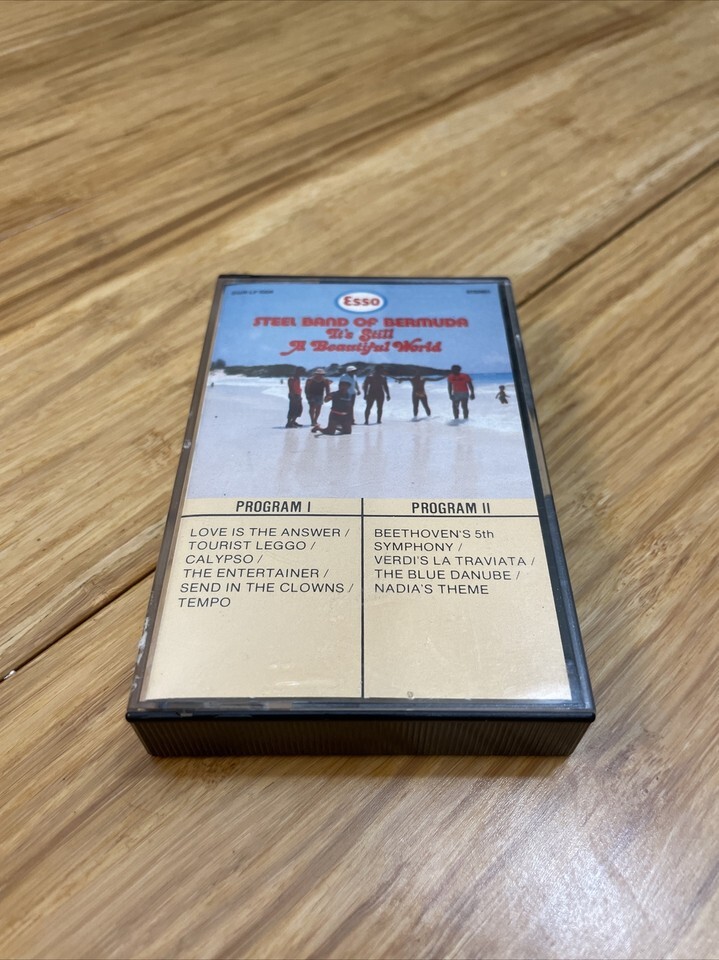 Esso
STEEL BAND OF BERMUDA
It's Still
A Beautiful World
PROGRAM I
LOVE IS THE ANSWER /
TOURIST LEGGO /
CALYPSO /
THE ENTERTAINER /
SEND IN THE CLOWNS /
TEMPO
PROGRAM II
BEETHOVEN'S 5th
SYMPHONY /
VERDI'S LA TRAVIATA /
THE BLUE DANUBE /
NADIA'S THEME